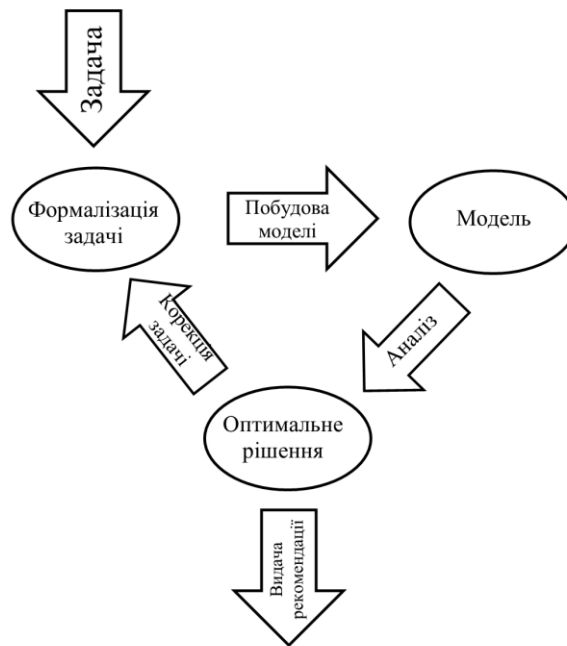 Задача
Формалізація
задачі
Побудова
моделі
Модель
Корекція
задачі
Аналіз
Оптимальне
рішення
Видача
рекомендації